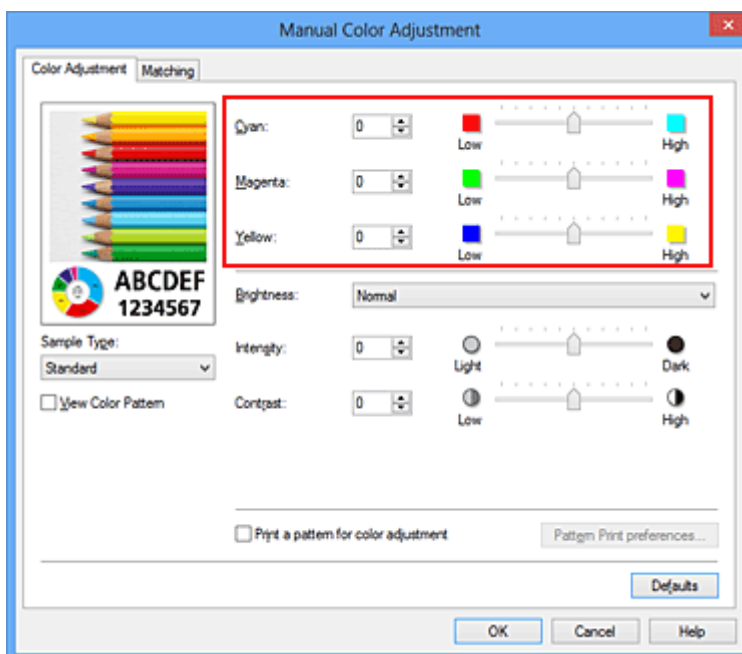 Manual Color Adjustment
Color Adjustment
Matching
Cyan:
0
Low
High
Magenta:
0
Low
High
Yellow:
0
Low
High
ABCDEF
1234567
Sample Type:
Standard
View Color Pattern
Brightness:
Normal
Intensity:
0
Light
Dark
Contrast:
0
Low
High
Print a pattern for color adjustment
Pattern Print preferences...
Defaults
OK
Cancel
Help